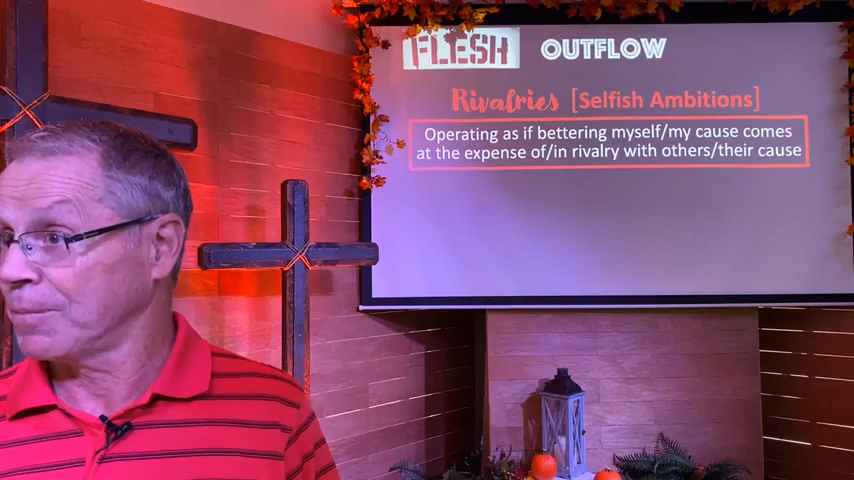 FLESH OUTFLOW
Rivalries [Selfish Ambitions]
Operating as if bettering myself/my cause comes
at the expense of/in rivalry with others/their cause